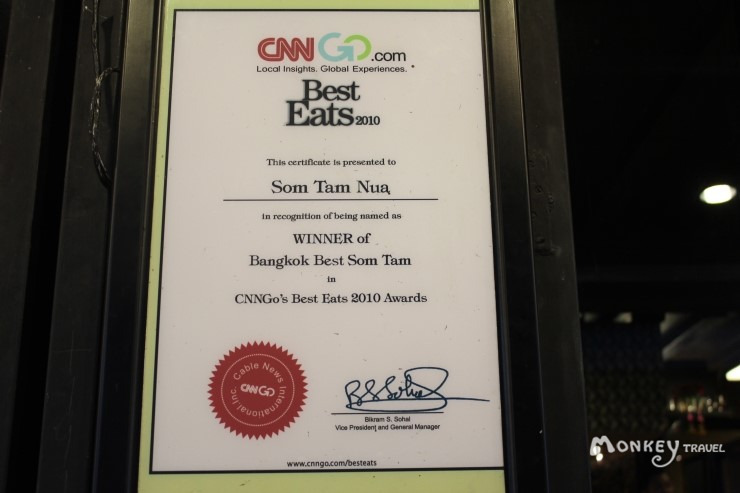 CNNGO.com
Local Insights. Global Experiences.
Best
Eats 2010
This certificate is presented to
Som Tam Nua
in recognition of being named as
WINNER of
Bangkok Best Som Tam
in
CNNGo's Best Eats 2010 Awards
Cable News International Inc.
CNNGO
Bikram S. Sohal
Vice President and General Manager
www.cnngo.com/besteats
MONKEY TRAVEL